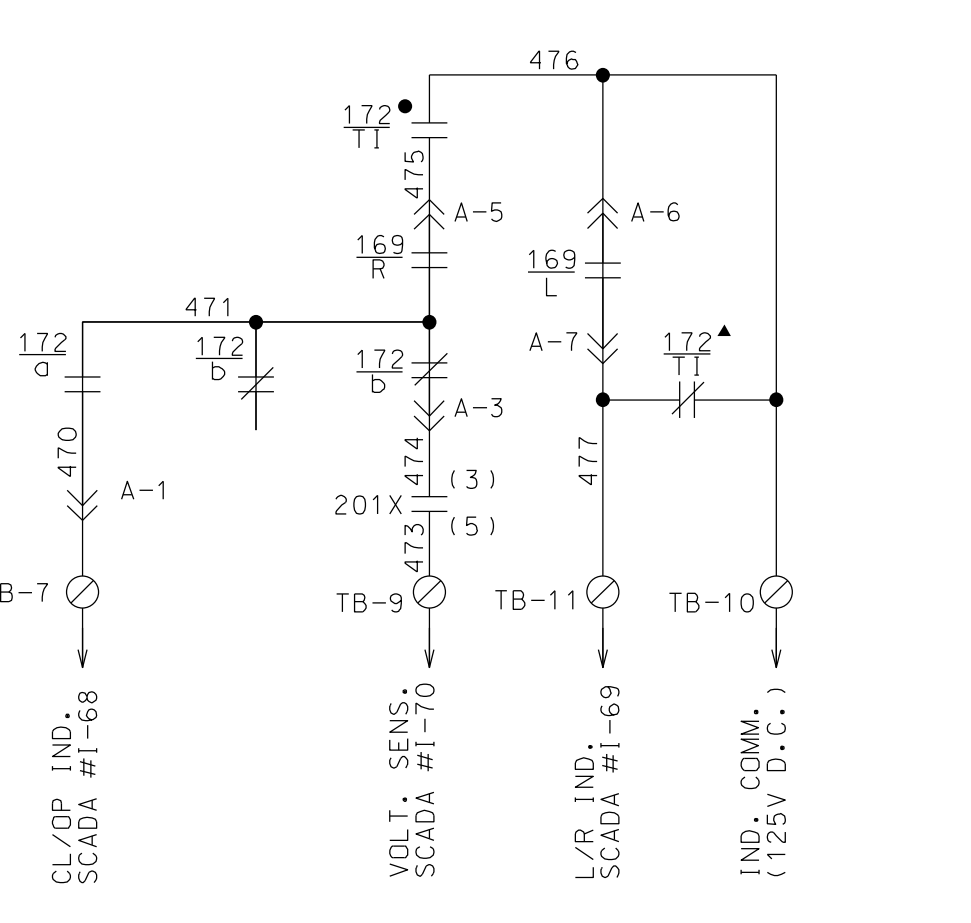 476
172
TI
475
A-5
A-6
169
R
169
L
471
172
a
172
b
172
b
A-7
172
TI
A-3
470
474
477
A-1
(3)
201X
(5)
473
B-7
TB-9
TB-11
TB-10
CL/OP IND.
SCADA #I-68
VOLT. SENS.
SCADA #I-70
L/R IND.
SCADA #I-69
IND. COMM.
(125V D.C.)